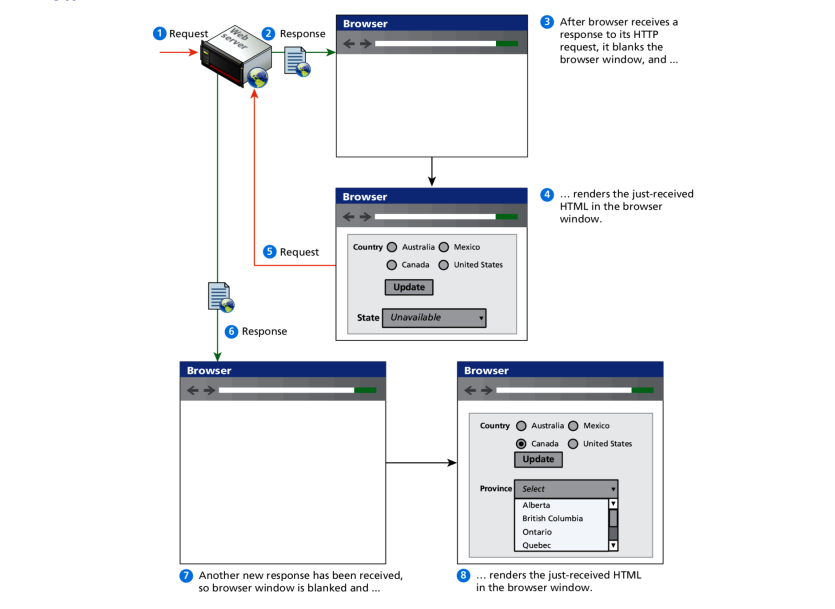 1 Request
Web
server
2 Response
Browser
3 After browser receives a
response to its HTTP
request, it blanks the
browser window, and ...
Browser
4 ... renders the just-received
HTML in the browser
window.
Country Australia Mexico
Canada United States
Update
State Unavailable
5 Request
6 Response
Browser
7 Another new response has been received,
so browser window is blanked and ...
Browser
Country Australia Mexico
Canada United States
Update
Province Select
Alberta
British Columbia
Ontario
Quebec
8 ... renders the just-received HTML
in the browser window.